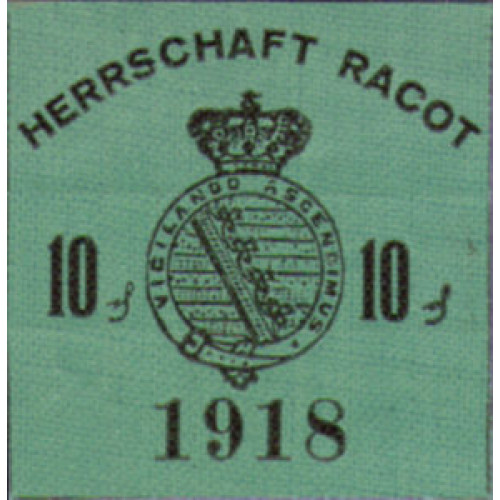 HERRSCHAFT RACOT
VIGILANDO ASCENDIMUS
10 ₰ 10 ₰
1918